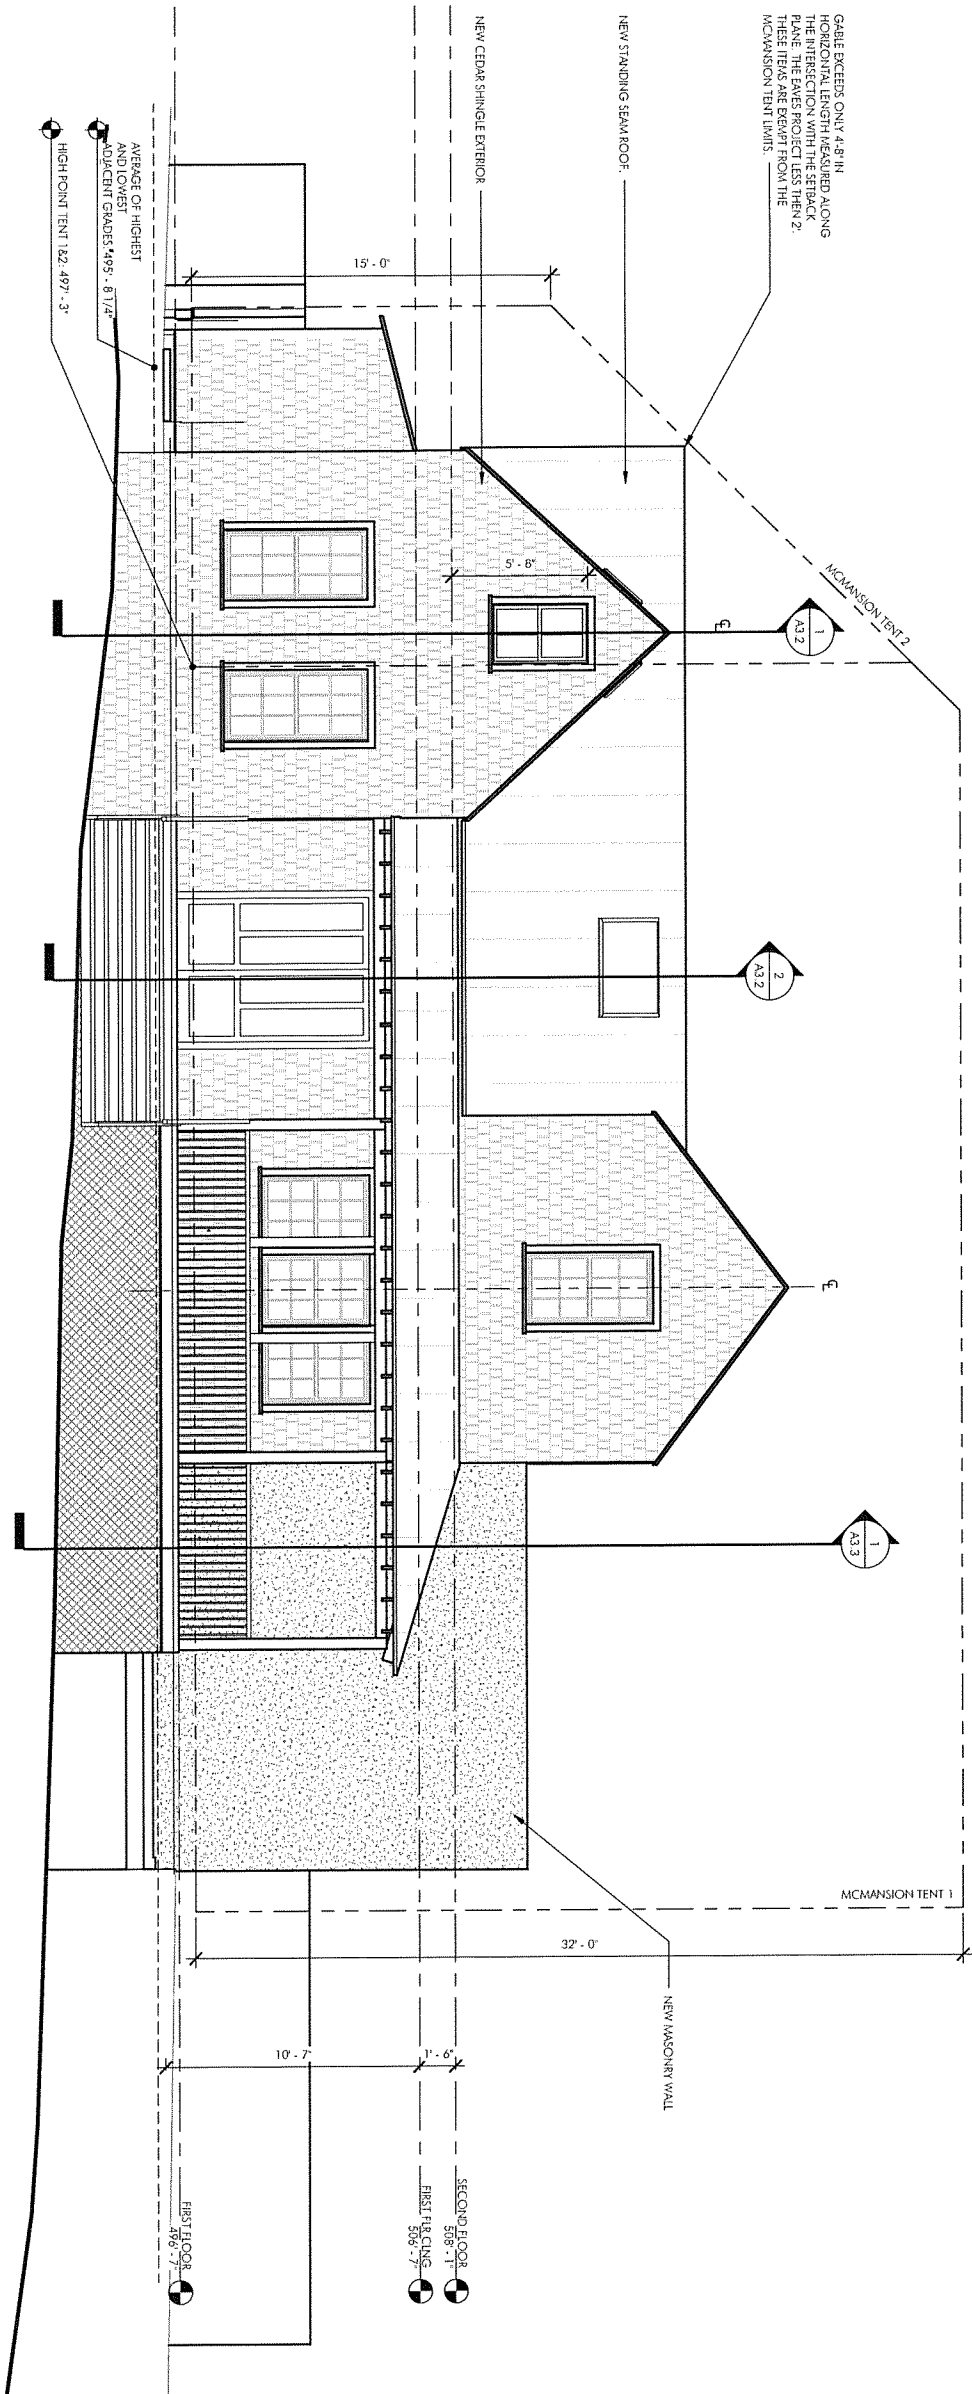 GABLE EXCEEDS ONLY 4'-8" IN
HORIZONTAL LENGTH MEASURED ALONG
THE INTERSECTION WITH THE SETBACK
PLANE. THE EAVES PROJECT LESS THEN 2'.
THESE ITEMS ARE EXEMPT FROM THE
MCMANSION TENT LIMITS.
NEW STANDING SEAM ROOF.
NEW CEDAR SHINGLE EXTERIOR
AVERAGE OF HIGHEST
AND LOWEST
ADJACENT GRADES: 495' - 8 1/4"
HIGH POINT TENT 1&2: 497' - 3"
15' - 0"
5' - 8"
MCMANSION TENT 2
1
A3.2
2
A3.2
1
A3.3
MCMANSION TENT 1
32' - 0"
NEW MASONRY WALL
10' - 7"
1' - 6"
SECOND FLOOR
508' - 1"
FIRST FLR CLNG
506' - 7"
FIRST FLOOR
496' - 7"